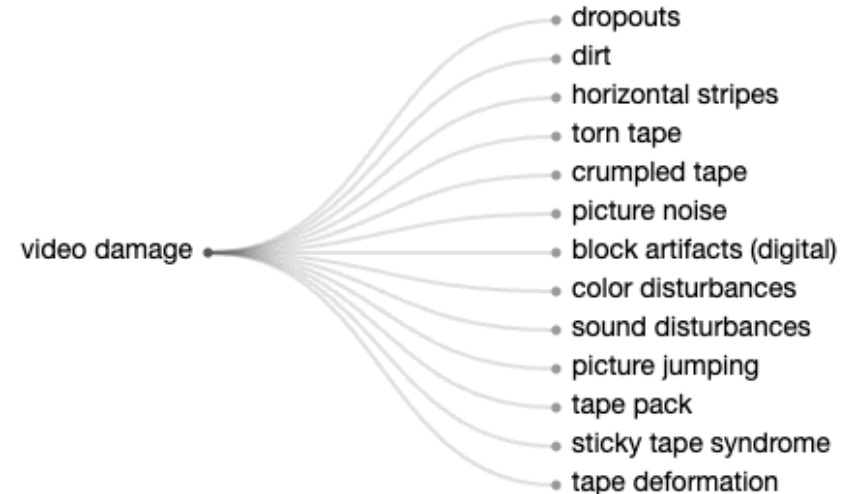 dropouts
dirt
horizontal stripes
torn tape
crumpled tape
picture noise
video damage
block artifacts (digital)
color disturbances
sound disturbances
picture jumping
tape pack
sticky tape syndrome
tape deformation